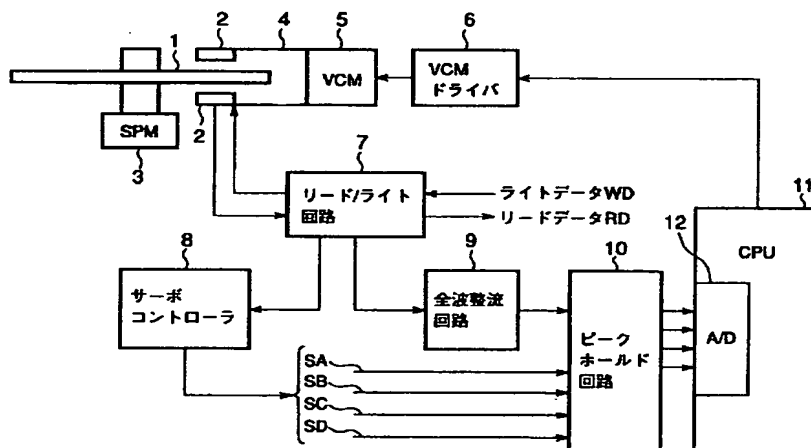 1
2
4
5
6
VCM
VCM
ドライバ
SPM
3
2
7
リード/ライト
回路
ライトデータWD
リードデータRD
11
CPU
12
A/D
8
サーボ
コントローラ
9
全波整流
回路
10
ピーク
ホールド
回路
SA
SB
SC
SD